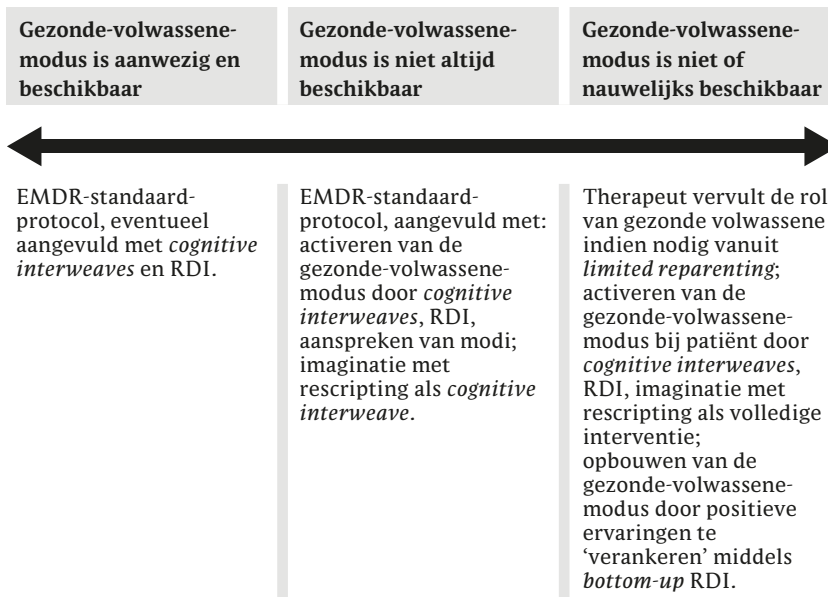 Gezonde-volwassene-
modus is aanwezig en
beschikbaar
Gezonde-volwassene-
modus is niet altijd
beschikbaar
Gezonde-volwassene-
modus is niet of
nauwelijks beschikbaar
EMDR-standaard-
protocol, eventueel
aangevuld met cognitive
interweaves en RDI.
EMDR-standaard-
protocol, aangevuld met:
activeren van de
gezonde-volwassene-
modus door cognitive
interweaves, RDI,
aanspreken van modi;
imaginatie met
rescripting als cognitive
interweave.
Therapeut vervult de rol
van gezonde volwassene
indien nodig vanuit
limited reparenting;
activeren van de
gezonde-volwassene-
modus bij patiënt door
cognitive interweaves,
RDI, imaginatie met
rescripting als volledige
interventie;
opbouwen van de
gezonde-volwassene-
modus door positieve
ervaringen te
‘verankeren’ middels
bottom-up RDI.